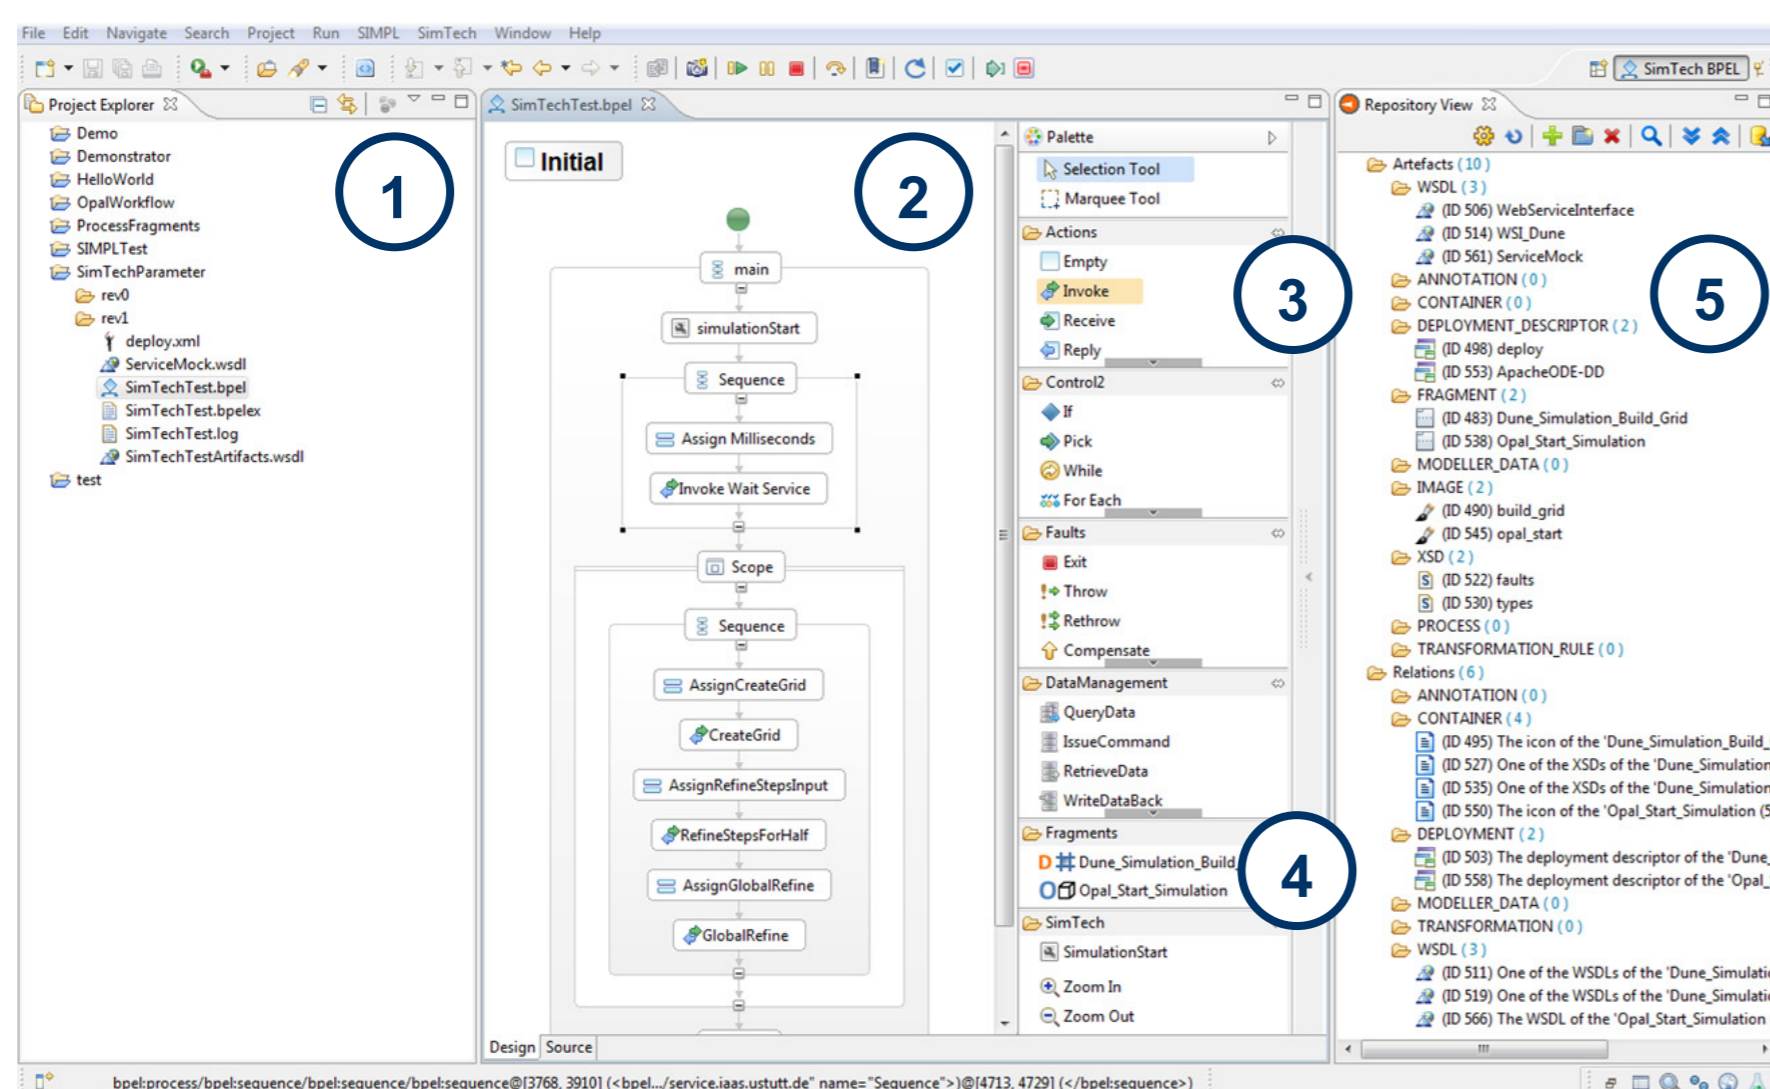 File Edit Navigate Search Project Run SIMPL SimTech Window Help
SimTech BPEL
Project Explorer
Demo
Demonstrator
HelloWorld
OpalWorkflow
ProcessFragments
SIMPLTest
SimTechParameter
rev0
rev1
deploy.xml
ServiceMock.wsdl
SimTechTest.bpel
SimTechTest.bpelex
SimTechTest.log
SimTechTestArtifacts.wsdl
test
1
SimTechTest.bpel
Initial
2
main
simulationStart
Sequence
Assign Milliseconds
Invoke Wait Service
Scope
Sequence
AssignCreateGrid
CreateGrid
AssignRefineStepsInput
RefineStepsForHalf
AssignGlobalRefine
GlobalRefine
Design Source
Palette
Selection Tool
Marquee Tool
Actions
Empty
Invoke
Receive
Reply
3
Control2
If
Pick
While
For Each
Faults
Exit
Throw
Rethrow
Compensate
DataManagement
QueryData
IssueCommand
RetrieveData
WriteDataBack
Fragments
D Dune_Simulation_Build_
O Opal_Start_Simulation
4
SimTech
SimulationStart
Zoom In
Zoom Out
Repository View
Artefacts (10)
WSDL (3)
(ID 506) WebServiceInterface
(ID 514) WSI_Dune
(ID 561) ServiceMock
ANNOTATION (0)
CONTAINER (0)
DEPLOYMENT_DESCRIPTOR (2)
(ID 498) deploy
(ID 553) ApacheODE-DD
FRAGMENT (2)
(ID 483) Dune_Simulation_Build_Grid
(ID 538) Opal_Start_Simulation
MODELLER_DATA (0)
IMAGE (2)
(ID 490) build_grid
(ID 545) opal_start
XSD (2)
(ID 522) faults
(ID 530) types
PROCESS (0)
TRANSFORMATION_RULE (0)
5
Relations (6)
ANNOTATION (0)
CONTAINER (4)
(ID 495) The icon of the 'Dune_Simulation_Build_
(ID 527) One of the XSDs of the 'Dune_Simulation
(ID 535) One of the XSDs of the 'Dune_Simulation
(ID 550) The icon of the 'Opal_Start_Simulation (5
DEPLOYMENT (2)
(ID 503) The deployment descriptor of the 'Dune_
(ID 558) The deployment descriptor of the 'Opal_
MODELLER_DATA (0)
TRANSFORMATION (0)
WSDL (3)
(ID 511) One of the WSDLs of the 'Dune_Simulati
(ID 519) One of the WSDLs of the 'Dune_Simulati
(ID 566) The WSDL of the 'Opal_Start_Simulation
bpel:process/bpel:sequence/bpel:sequence/bpel:sequence@[3768, 3910] (<bpel.../service.iaas.ustutt.de" name="Sequence">)@[4713, 4729] (</bpel:sequence>)